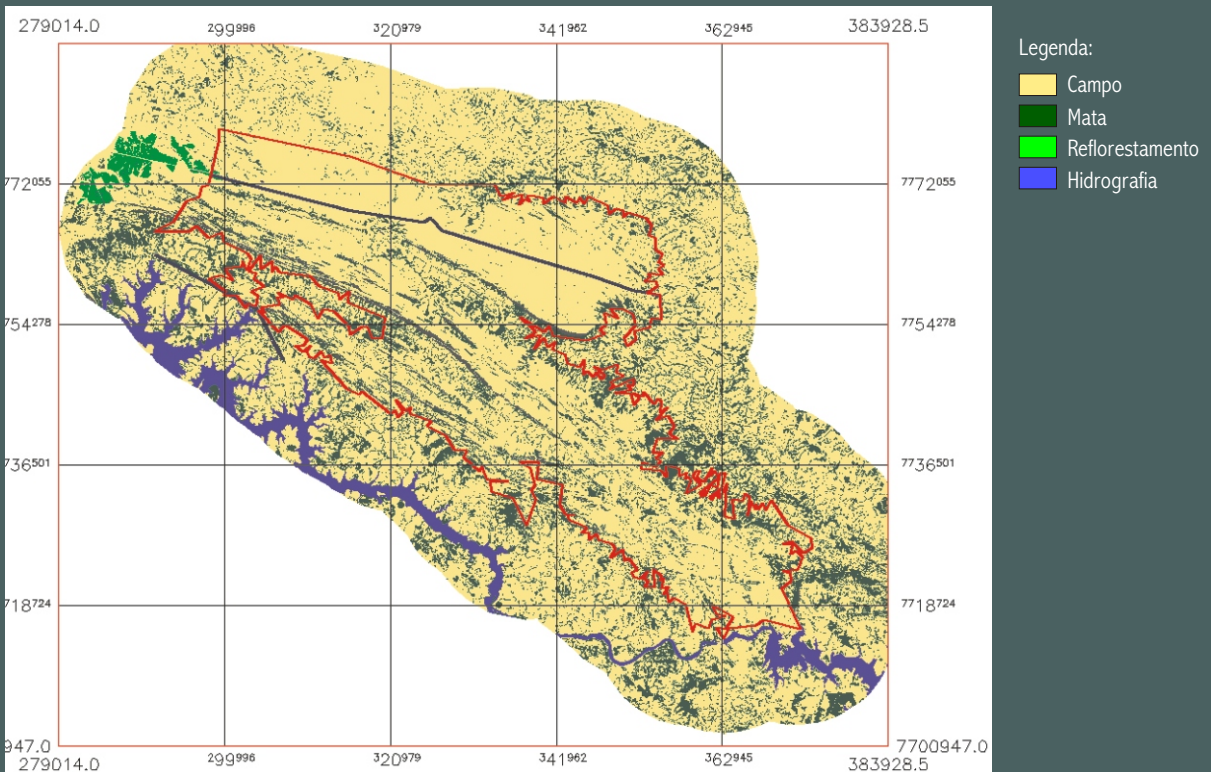 279014.0 299996 320979 341962 362945 383928.5
Legenda:
Campo
Mata
Reflorestamento
Hidrografia
772055 7772055
754278 7754278
736501 7736501
718724 7718724
947.0 7700947.0
279014.0 299996 320979 341962 362945 383928.5